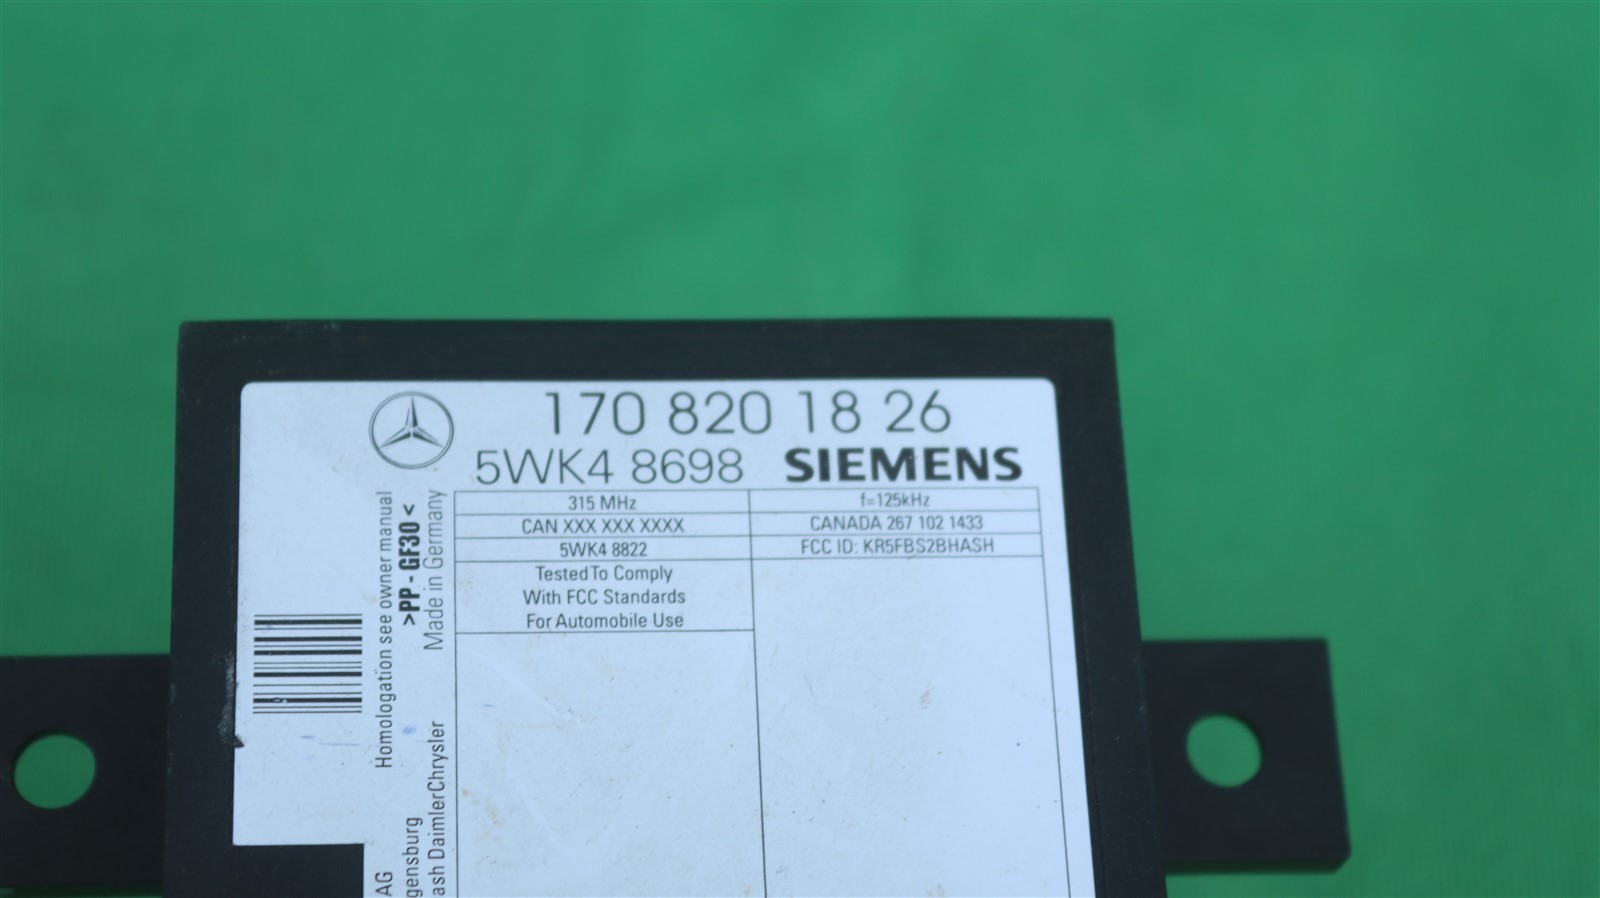 170 820 18 26
5WK4 8698 SIEMENS
315 MHz f=125kHz
CAN XXX XXX XXXX CANADA 267 102 1433
5WK4 8822 FCC ID: KR5FBS2BHASH
Tested To Comply
With FCC Standards
For Automobile Use
Homologation see owner manual
>PP - GF30<
Made in Germany
AG
gensburg
ash DaimlerChrysler